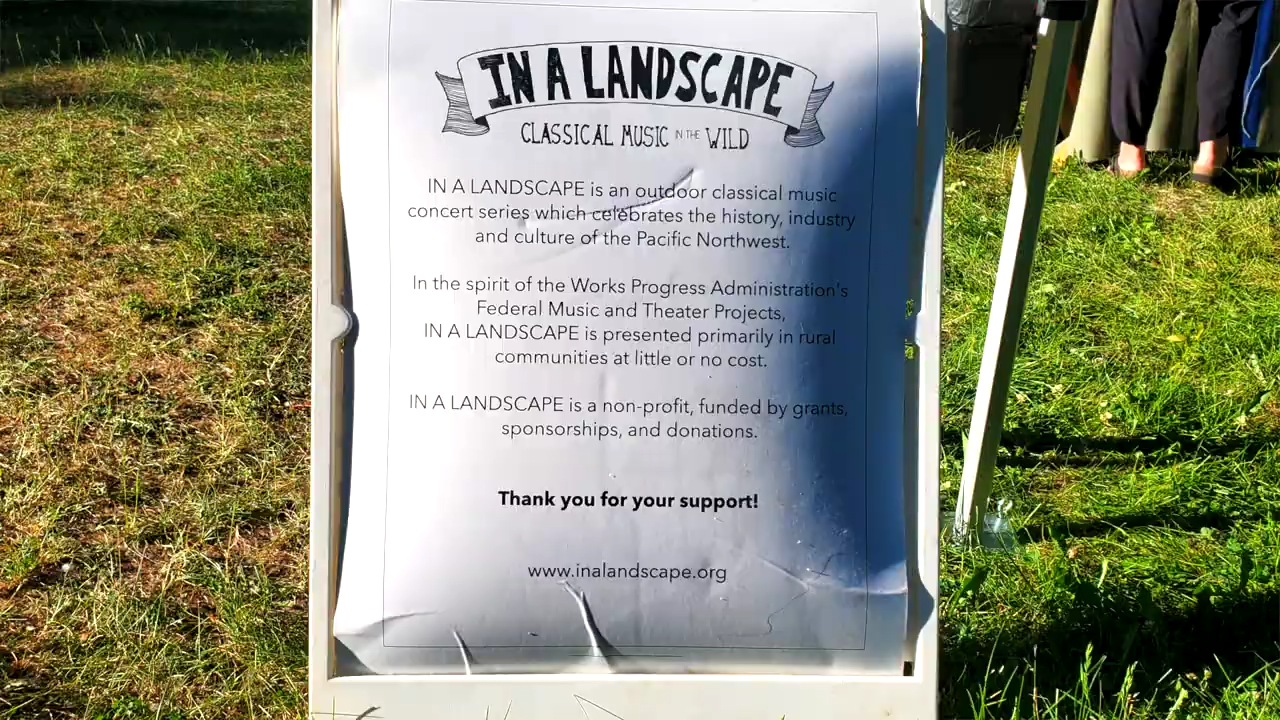 IN A LANDSCAPE
CLASSICAL MUSIC IN THE WILD
IN A LANDSCAPE is an outdoor classical music
concert series which celebrates the history, industry
and culture of the Pacific Northwest.
In the spirit of the Works Progress Administration's
Federal Music and Theater Projects,
IN A LANDSCAPE is presented primarily in rural
communities at little or no cost.
IN A LANDSCAPE is a non-profit, funded by grants,
sponsorships, and donations.
Thank you for your support!
www.inalandscape.org